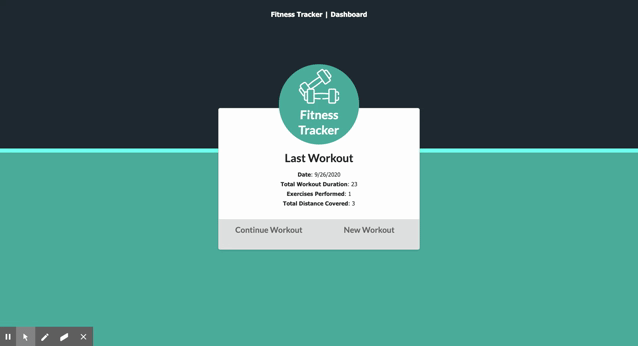 Fitness Tracker | Dashboard
Fitness
Tracker
Last Workout
Date: 9/26/2020
Total Workout Duration: 23
Exercises Performed: 1
Total Distance Covered: 3
Continue Workout New Workout